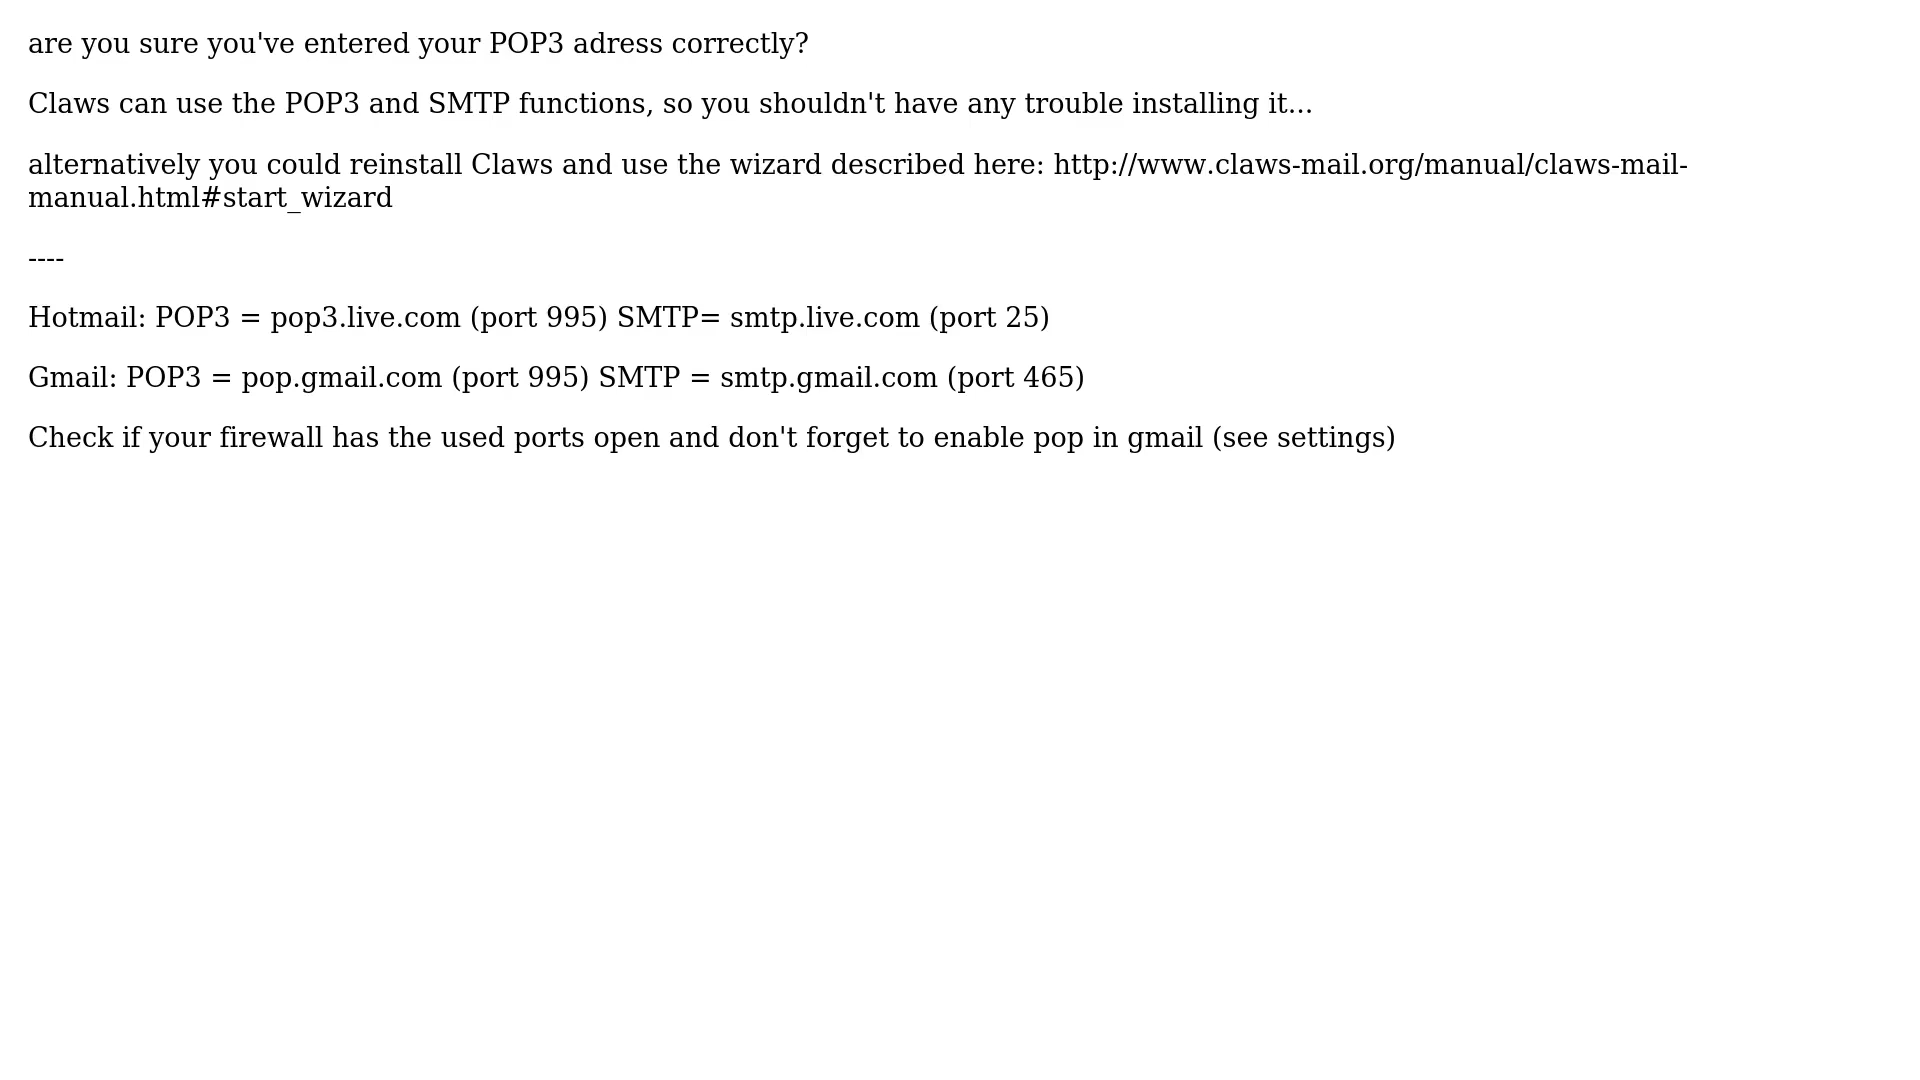 are you sure you've entered your POP3 adress correctly?
Claws can use the POP3 and SMTP functions, so you shouldn't have any trouble installing it...
alternatively you could reinstall Claws and use the wizard described here: http://www.claws-mail.org/manual/claws-mail-
manual.html#start_wizard
----
Hotmail: POP3 = pop3.live.com (port 995) SMTP= smtp.live.com (port 25)
Gmail: POP3 = pop.gmail.com (port 995) SMTP = smtp.gmail.com (port 465)
Check if your firewall has the used ports open and don't forget to enable pop in gmail (see settings)